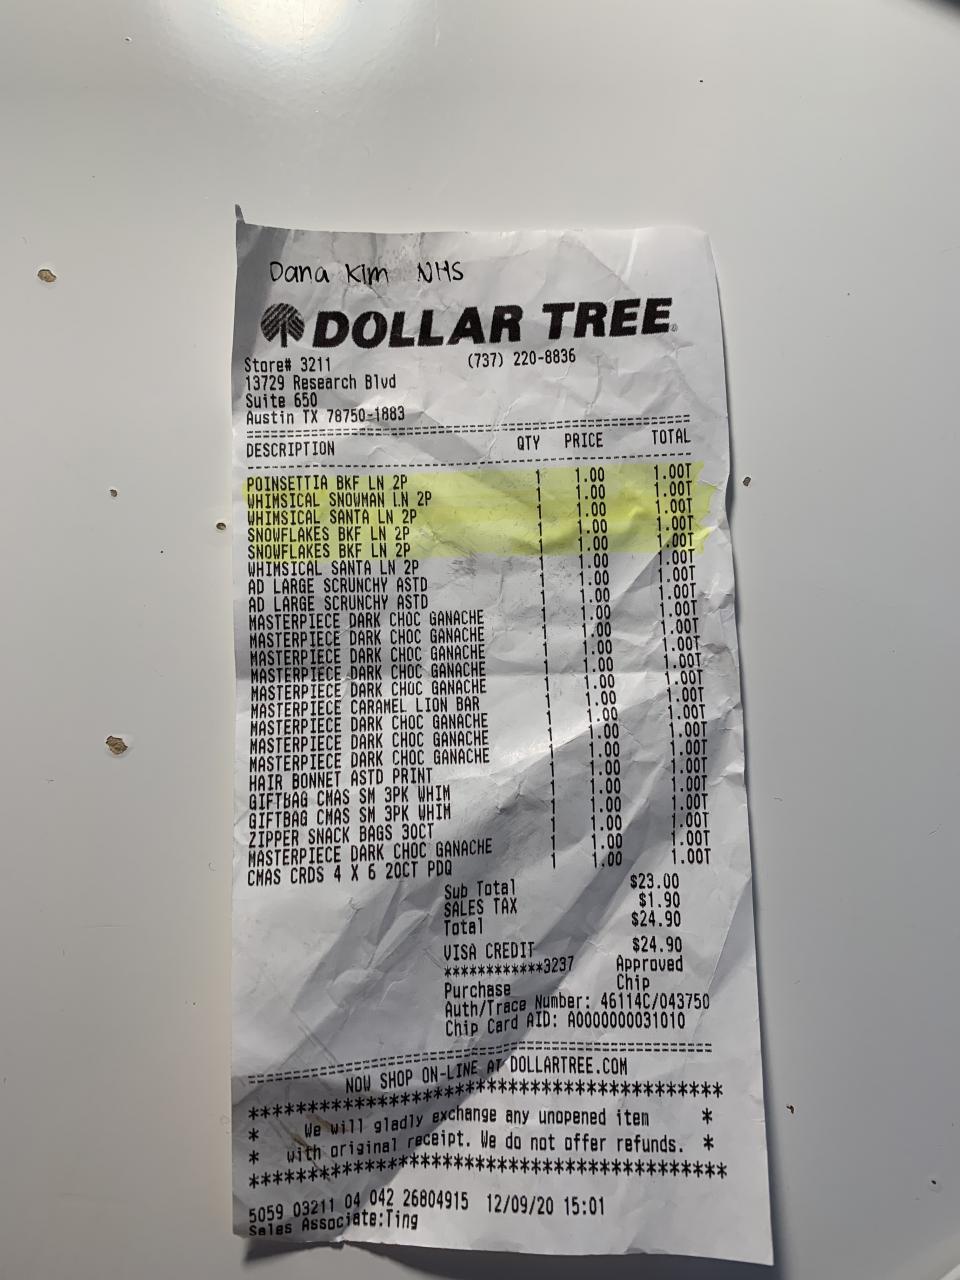 Dana Kim NHS
DOLLAR TREE
Store# 3211 (737) 220-8836
13729 Research Blvd
Suite 650
Austin TX 78750-1883
DESCRIPTION QTY PRICE TOTAL
POINSETTIA BKF LN 2P 1 1.00 1.00T
WHIMSICAL SNOWMAN LN 2P 1 1.00 1.00T
WHIMSICAL SANTA LN 2P 1 1.00 1.00T
SNOWFLAKES BKF LN 2P 1 1.00 1.00T
SNOWFLAKES BKF LN 2P 1 1.00 1.00T
WHIMSICAL SANTA LN 2P 1 1.00 1.00T
AD LARGE SCRUNCHY ASTD 1 1.00 1.00T
AD LARGE SCRUNCHY ASTD 1 1.00 1.00T
MASTERPIECE DARK CHOC GANACHE 1 1.00 1.00T
MASTERPIECE DARK CHOC GANACHE 1 1.00 1.00T
MASTERPIECE DARK CHOC GANACHE 1 1.00 1.00T
MASTERPIECE DARK CHOC GANACHE 1 1.00 1.00T
MASTERPIECE DARK CHOC GANACHE 1 1.00 1.00T
MASTERPIECE CARAMEL LION BAR 1 1.00 1.00T
MASTERPIECE DARK CHOC GANACHE 1 1.00 1.00T
MASTERPIECE DARK CHOC GANACHE 1 1.00 1.00T
MASTERPIECE DARK CHOC GANACHE 1 1.00 1.00T
HAIR BONNET ASTD PRINT 1 1.00 1.00T
GIFTBAG CMAS SM 3PK WHIM 1 1.00 1.00T
GIFTBAG CMAS SM 3PK WHIM 1 1.00 1.00T
ZIPPER SNACK BAGS 30CT 1 1.00 1.00T
MASTERPIECE DARK CHOC GANACHE 1 1.00 1.00T
CMAS CRDS 4 X 6 20CT PDQ 1 1.00 1.00T
Sub Total $23.00
SALES TAX $1.90
Total $24.90
VISA CREDIT $24.90
************3237 Approved
Purchase Chip
Auth/Trace Number: 46114C/043750
Chip Card AID: A0000000031010
NOW SHOP ON-LINE AT DOLLARTREE.COM
******************************************
* We will gladly exchange any unopened item *
* with original receipt. We do not offer refunds. *
******************************************
5059 03211 04 042 26804915 12/09/20 15:01
Sales Associate:Ting